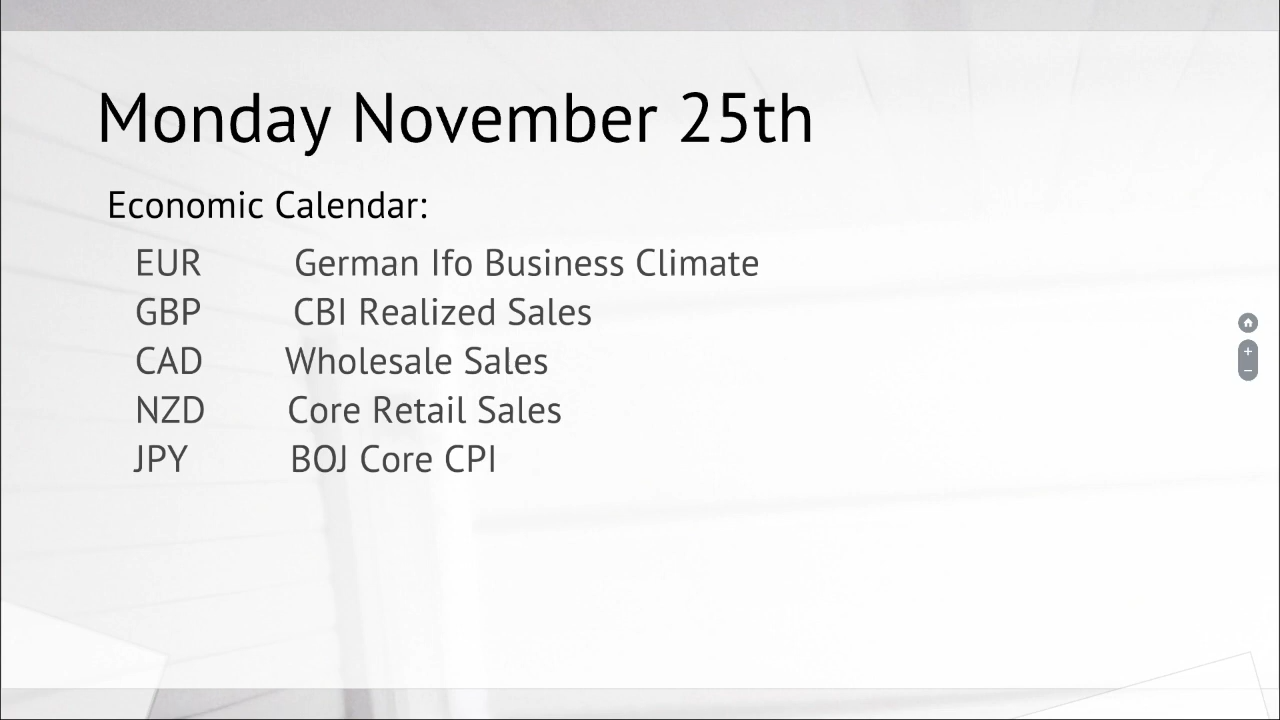 Monday November 25th
Economic Calendar:
EUR German Ifo Business Climate
GBP CBI Realized Sales
CAD Wholesale Sales
NZD Core Retail Sales
JPY BOJ Core CPI